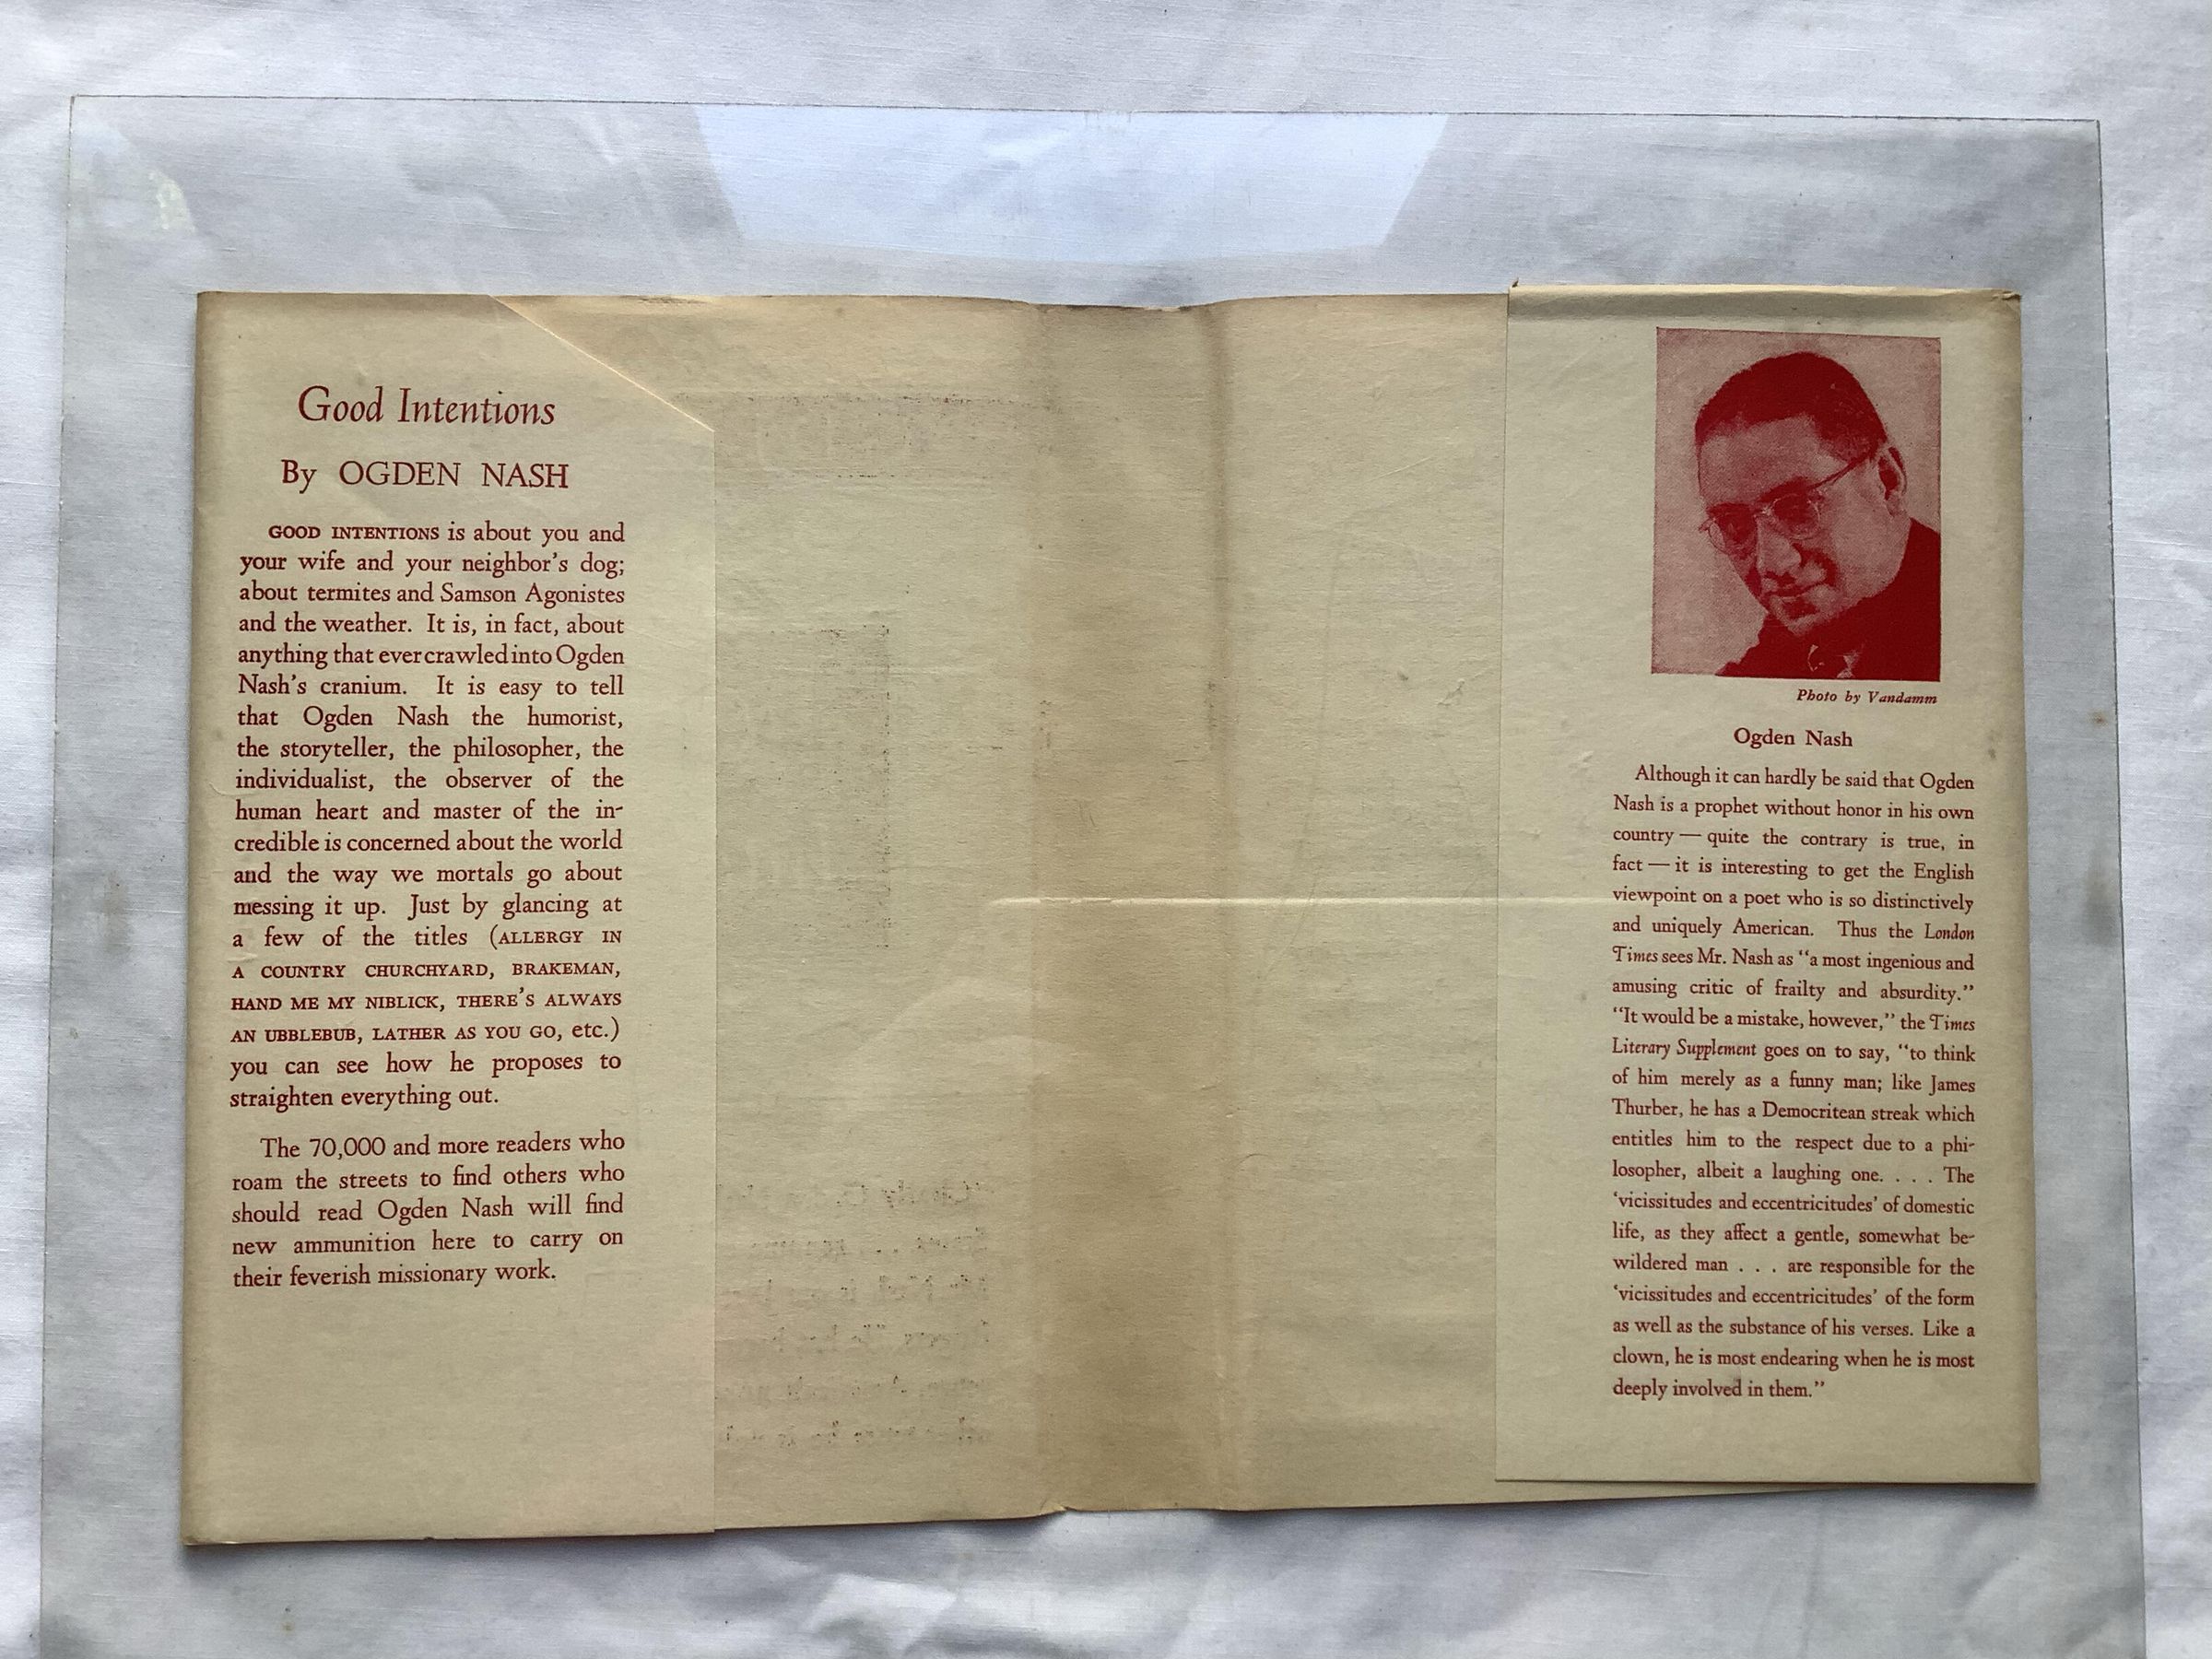 Good Intentions
By OGDEN NASH
GOOD INTENTIONS is about you and
your wife and your neighbor's dog;
about termites and Samson Agonistes
and the weather. It is, in fact, about
anything that ever crawled into Ogden
Nash's cranium. It is easy to tell
that Ogden Nash the humorist,
the storyteller, the philosopher, the
individualist, the observer of the
human heart and master of the in-
credible is concerned about the world
and the way we mortals go about
messing it up. Just by glancing at
a few of the titles (ALLERGY IN
A COUNTRY CHURCHYARD, BRAKEMAN,
HAND ME MY NIBLICK, THERE'S ALWAYS
AN UBBLEBUB, LATHER AS YOU GO, etc.)
you can see how he proposes to
straighten everything out.
The 70,000 and more readers who
roam the streets to find others who
should read Ogden Nash will find
new ammunition here to carry on
their feverish missionary work.
Photo by Vandamm
Ogden Nash
Although it can hardly be said that Ogden
Nash is a prophet without honor in his own
country — quite the contrary is true, in
fact — it is interesting to get the English
viewpoint on a poet who is so distinctively
and uniquely American. Thus the London
Times sees Mr. Nash as "a most ingenious and
amusing critic of frailty and absurdity."
"It would be a mistake, however," the Times
Literary Supplement goes on to say, "to think
of him merely as a funny man; like James
Thurber, he has a Democritean streak which
entitles him to the respect due to a phi-
losopher, albeit a laughing one. . . . The
'vicissitudes and eccentricitudes' of domestic
life, as they affect a gentle, somewhat be-
wildered man . . . are responsible for the
'vicissitudes and eccentricitudes' of the form
as well as the substance of his verses. Like a
clown, he is most endearing when he is most
deeply involved in them."